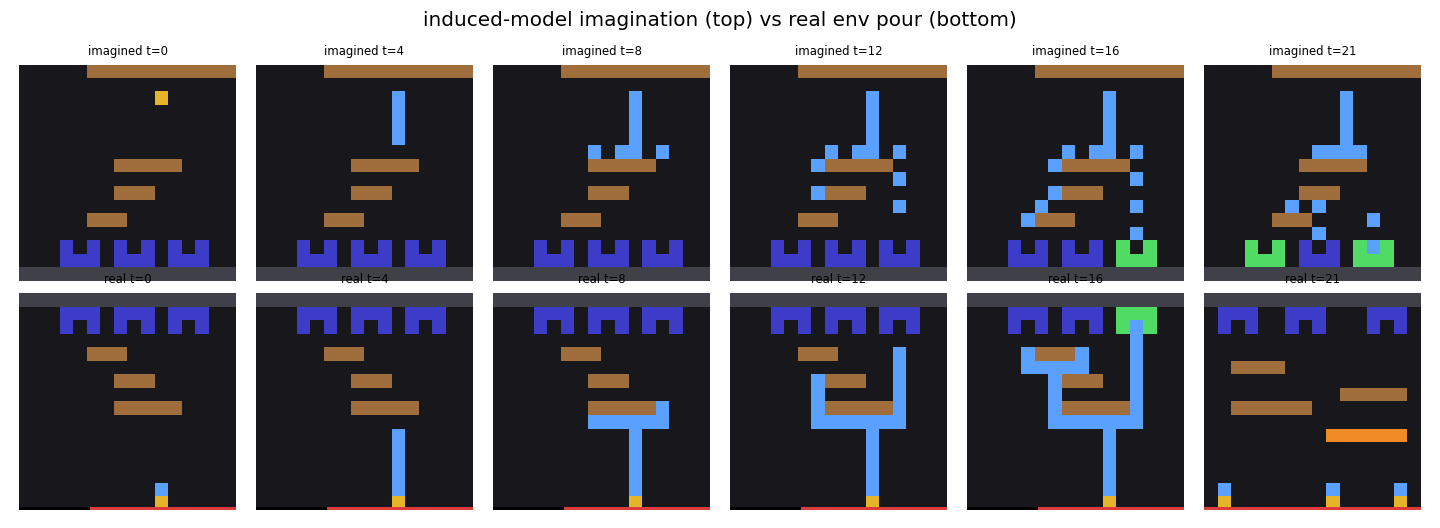 induced-model imagination (top) vs real env pour (bottom)
imagined t=0
imagined t=4
imagined t=8
imagined t=12
imagined t=16
imagined t=21
real t=0
real t=4
real t=8
real t=12
real t=16
real t=21